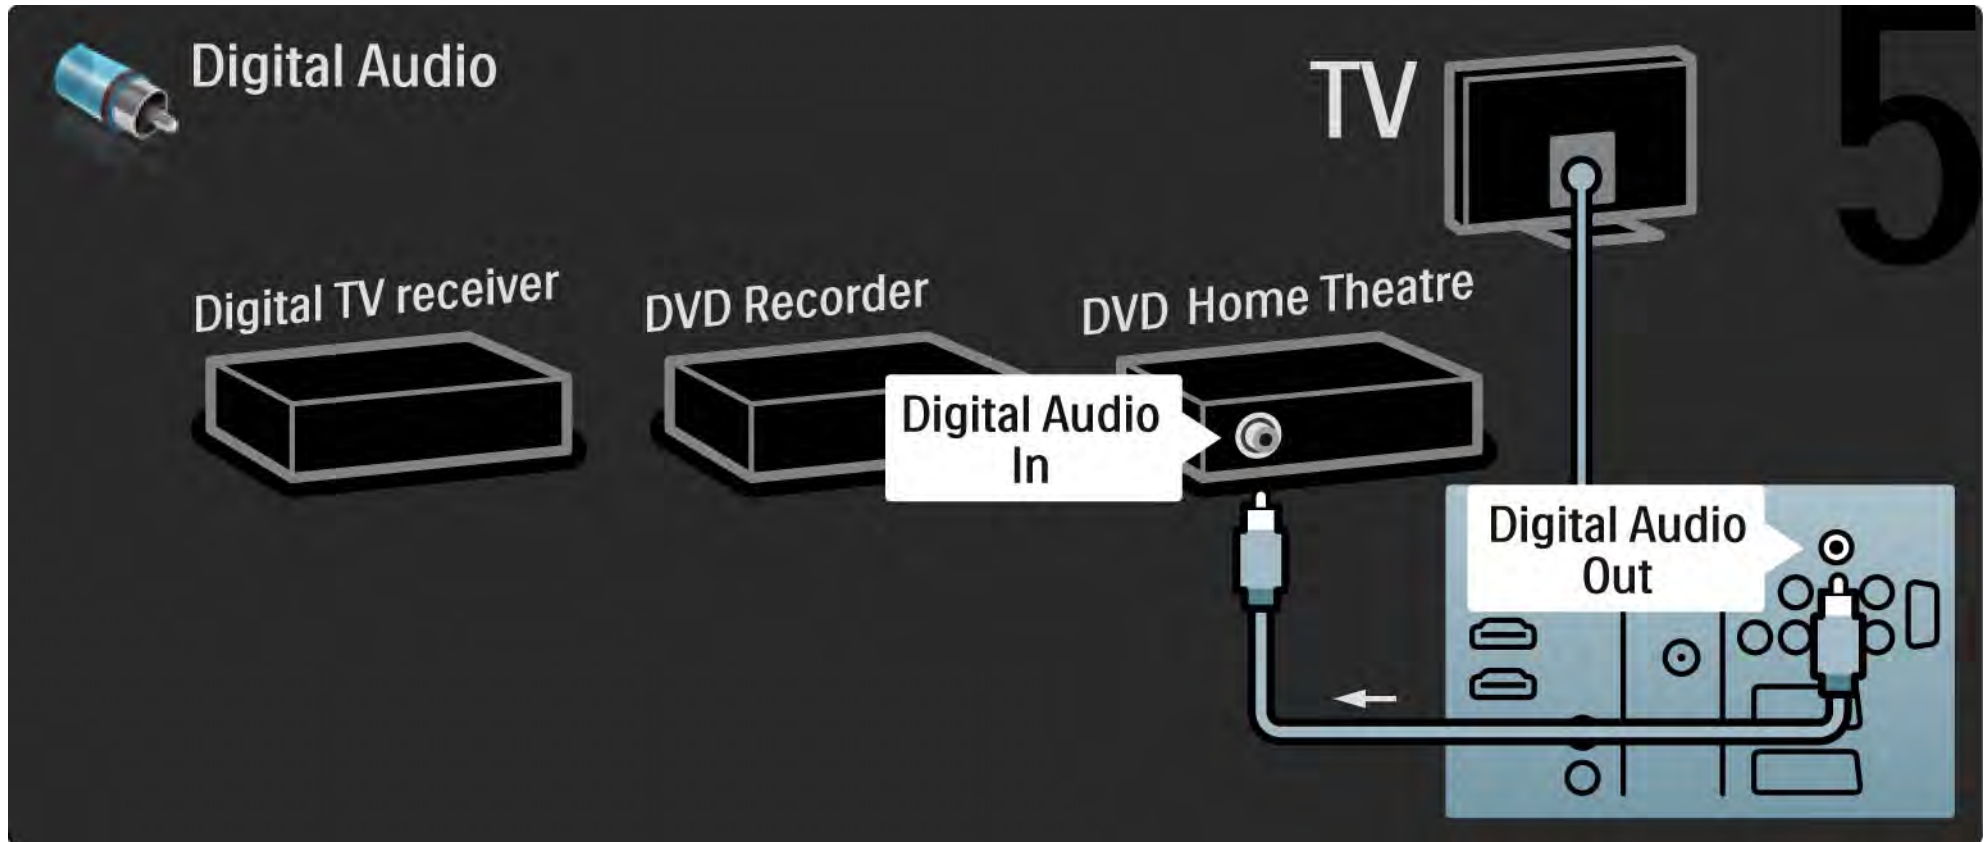 Digital Audio
TV
5
Digital TV receiver
DVD Recorder
DVD Home Theatre
Digital Audio
In
Digital Audio
Out